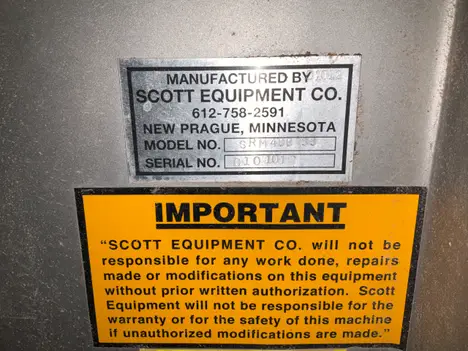 MANUFACTURED BY
SCOTT EQUIPMENT CO.
612-758-2591
NEW PRAGUE, MINNESOTA
MODEL NO.
SERIAL NO.
IMPORTANT
"SCOTT EQUIPMENT CO. will not be
responsible for any work done, repairs
made or modifications on this equipment
without prior written authorization. Scott
Equipment will not be responsible for the
warranty or for the safety of this machine
if unauthorized modifications are made."